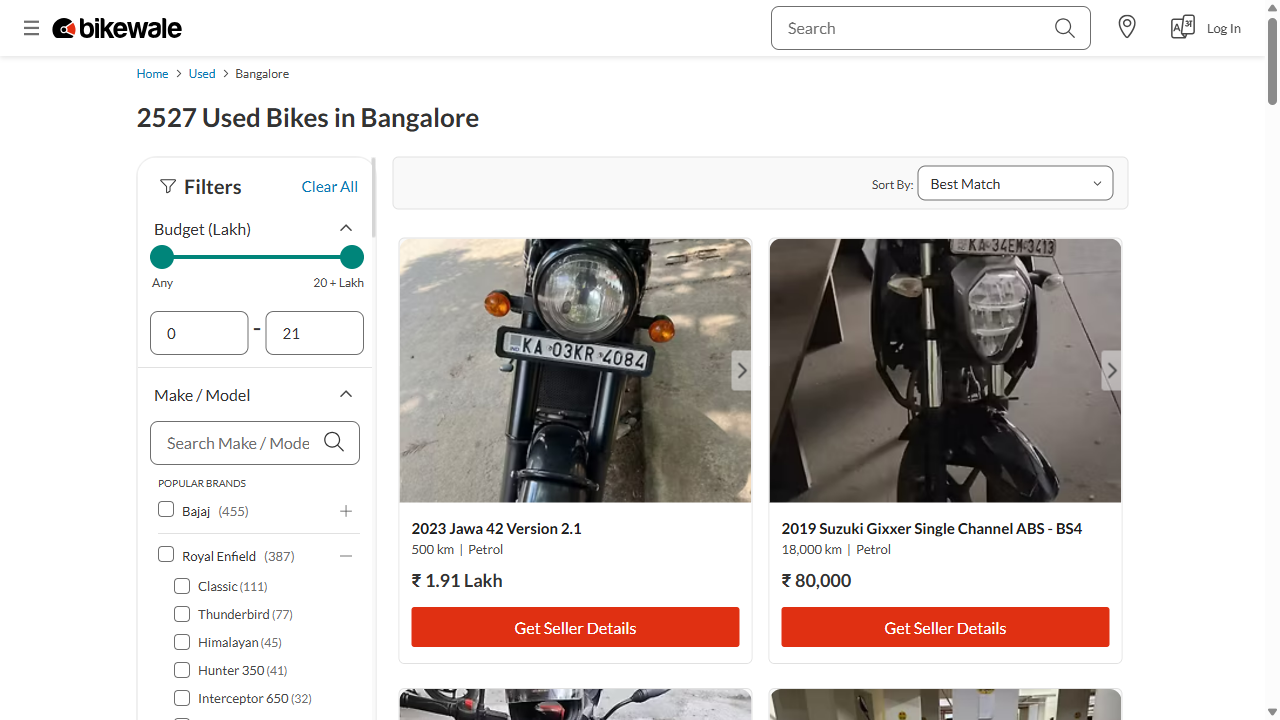 bikewale
Search
Log In
Home > Used > Bangalore
2527 Used Bikes in Bangalore
Filters
Clear All
Budget (Lakh)
Any
20 + Lakh
0 - 21
Make / Model
Search Make / Mode
POPULAR BRANDS
Bajaj (455)
Royal Enfield (387)
Classic (111)
Thunderbird (77)
Himalayan (45)
Hunter 350 (41)
Interceptor 650 (32)
Sort By: Best Match
KA 03KR 4084
2023 Jawa 42 Version 2.1
500 km | Petrol
₹ 1.91 Lakh
Get Seller Details
KA 34EM 3413
2019 Suzuki Gixxer Single Channel ABS - BS4
18,000 km | Petrol
₹ 80,000
Get Seller Details